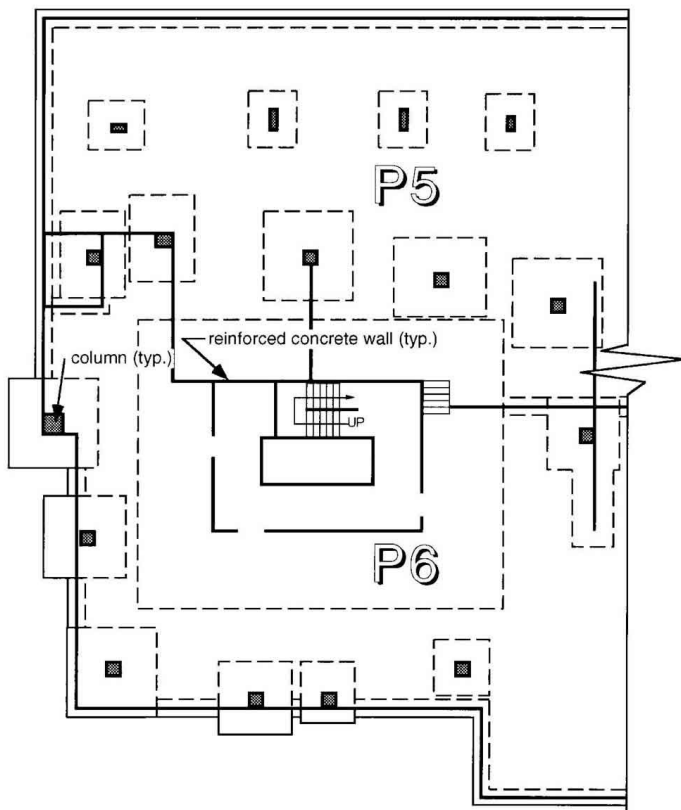 P5
reinforced concrete wall (typ.)
column (typ.)
UP
P6